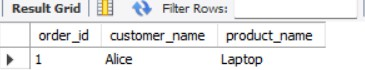 Result Grid Filter Rows:
order_id customer_name product_name
1 Alice Laptop